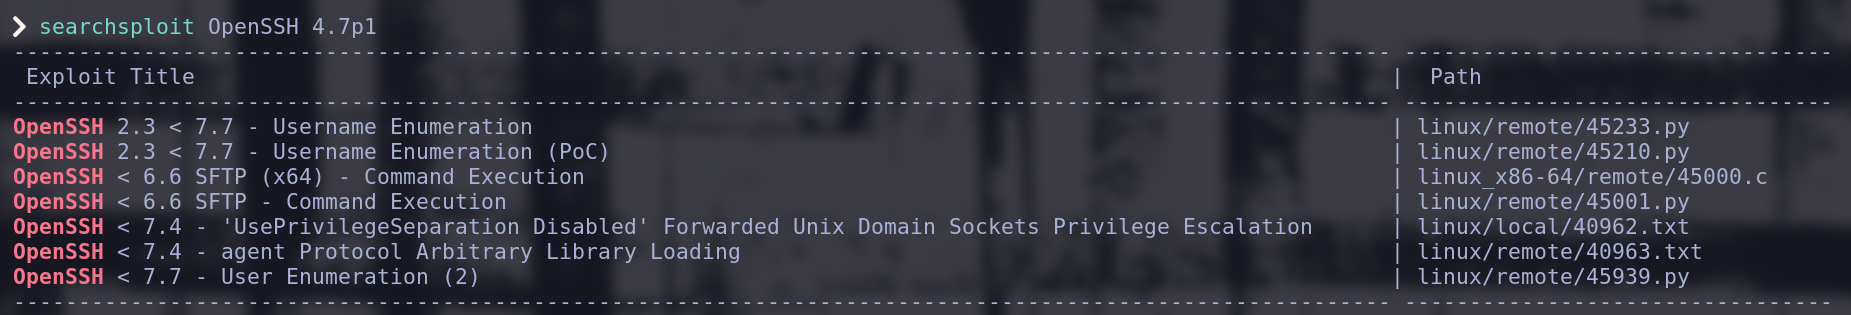 ❯ searchsploit OpenSSH 4.7p1
---------------------------------------------------------------------------------------------------------- ---------------------------------
 Exploit Title                                                                                            |  Path
---------------------------------------------------------------------------------------------------------- ---------------------------------
OpenSSH 2.3 < 7.7 - Username Enumeration                                                                  | linux/remote/45233.py
OpenSSH 2.3 < 7.7 - Username Enumeration (PoC)                                                            | linux/remote/45210.py
OpenSSH < 6.6 SFTP (x64) - Command Execution                                                              | linux_x86-64/remote/45000.c
OpenSSH < 6.6 SFTP - Command Execution                                                                    | linux/remote/45001.py
OpenSSH < 7.4 - 'UsePrivilegeSeparation Disabled' Forwarded Unix Domain Sockets Privilege Escalation      | linux/local/40962.txt
OpenSSH < 7.4 - agent Protocol Arbitrary Library Loading                                                  | linux/remote/40963.txt
OpenSSH < 7.7 - User Enumeration (2)                                                                      | linux/remote/45939.py
---------------------------------------------------------------------------------------------------------- ---------------------------------